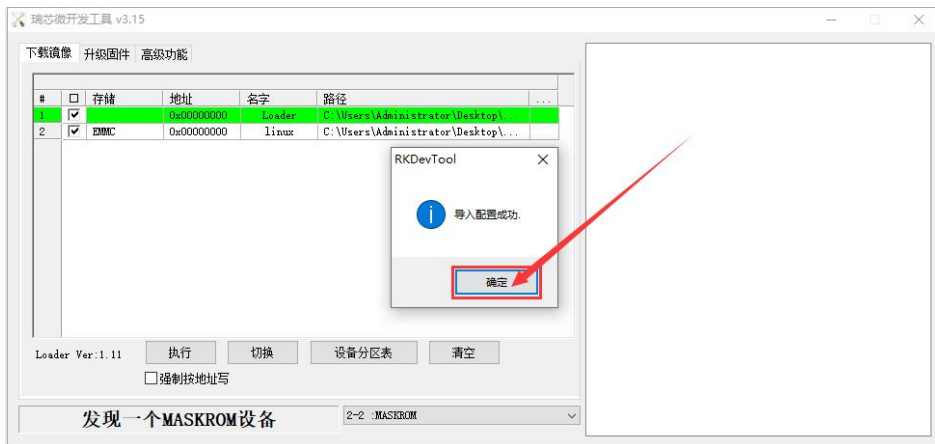 瑞芯微开发工具 v3.15
下载镜像 升级固件 高级功能
# 存储 地址 名字 路径 ...
1 0x00000000 Loader C:\Users\Administrator\Desktop\...
2 EMMC 0x00000000 linux C:\Users\Administrator\Desktop\...
RKDevTool
导入配置成功.
确定
Loader Ver:1.11 执行 切换 设备分区表 清空
强制按地址写
发现一个MASKROM设备 2-2 :MASKROM